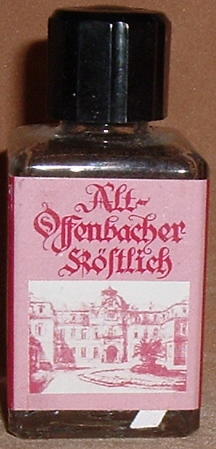 Alt-
Offenbacher
Köstlich